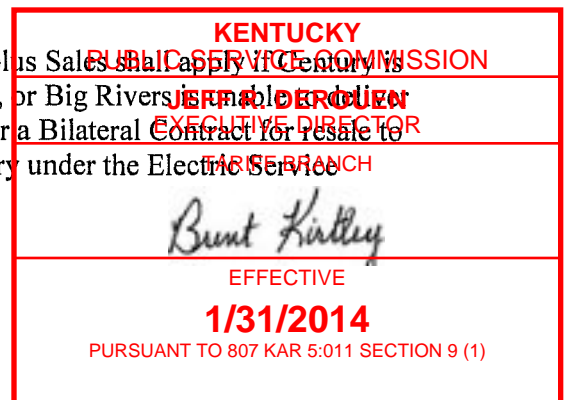 KENTUCKY
PUBLIC SERVICE COMMISSION
lus Sales shall apply if Century is
JEFF R. DEROUEN
, or Big Rivers is unable to deliver
EXECUTIVE DIRECTOR
r a Bilateral Contract for resale to
TARIFF BRANCH
ry under the Electric Service
Brent Kirtley
EFFECTIVE
1/31/2014
PURSUANT TO 807 KAR 5:011 SECTION 9 (1)